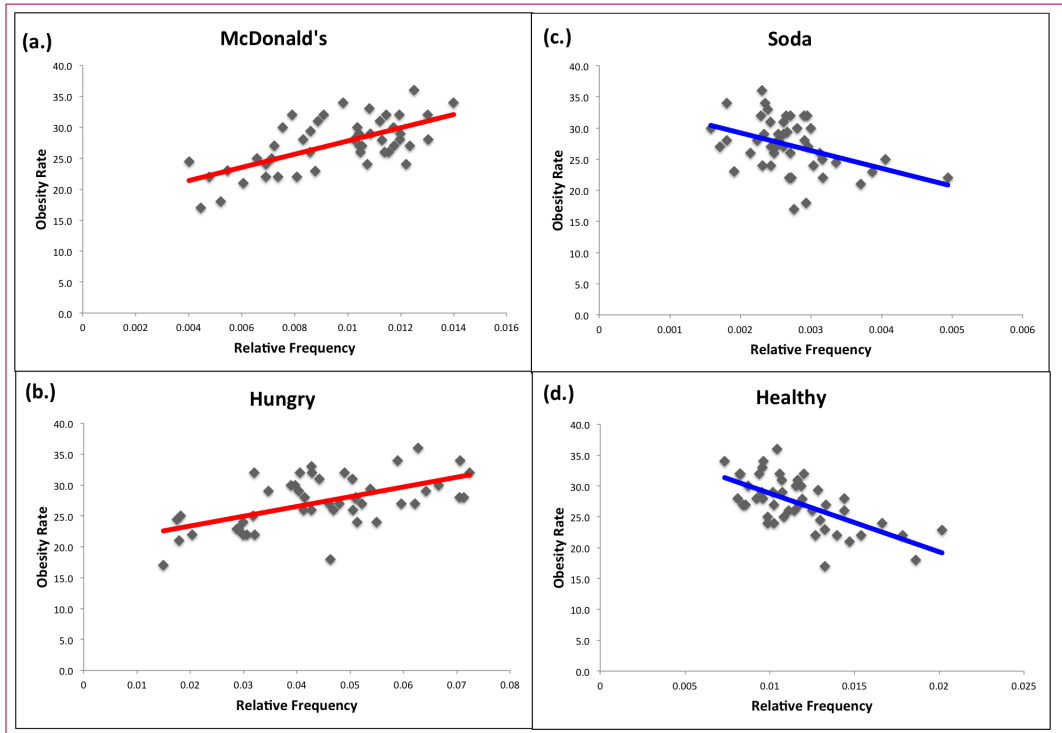 (a.)
McDonald's
40.0
35.0
30.0
25.0
20.0
15.0
10.0
5.0
0.0
Obesity Rate
0 0.002 0.004 0.006 0.008 0.01 0.012 0.014 0.016
Relative Frequency
(c.)
Soda
40.0
35.0
30.0
25.0
20.0
15.0
10.0
5.0
0.0
Obesity Rate
0 0.001 0.002 0.003 0.004 0.005 0.006
Relative Frequency
(b.)
Hungry
40.0
35.0
30.0
25.0
20.0
15.0
10.0
5.0
0.0
Obesity Rate
0 0.01 0.02 0.03 0.04 0.05 0.06 0.07 0.08
Relative Frequency
(d.)
Healthy
40.0
35.0
30.0
25.0
20.0
15.0
10.0
5.0
0.0
Obesity Rate
0 0.005 0.01 0.015 0.02 0.025
Relative Frequency